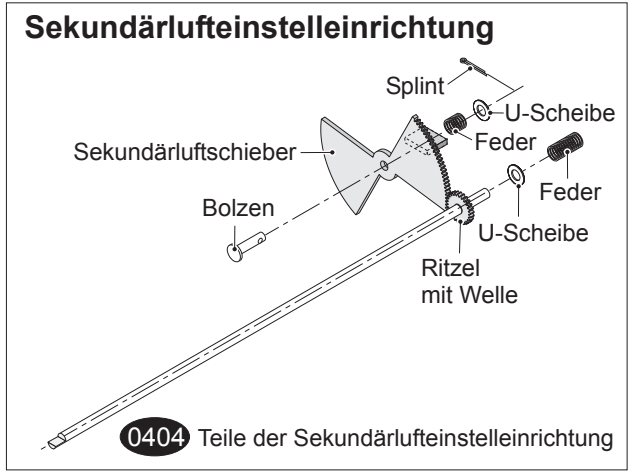 Sekundärlufteinstelleinrichtung
Splint
U-Scheibe
Feder
Sekundärluftschieber
Feder
Bolzen
U-Scheibe
Ritzel
mit Welle
0404 Teile der Sekundärlufteinstelleinrichtung